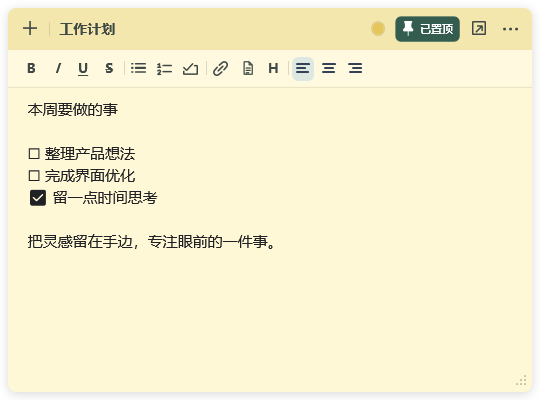 工作计划
已置顶
B I U S H
本周要做的事
☐ 整理产品想法
☐ 完成界面优化
☑ 留一点时间思考
把灵感留在手边，专注眼前的一件事。